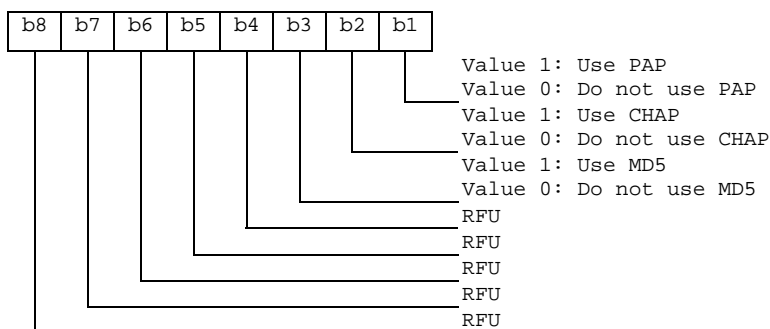 b8 b7 b6 b5 b4 b3 b2 b1
Value 1: Use PAP
Value 0: Do not use PAP
Value 1: Use CHAP
Value 0: Do not use CHAP
Value 1: Use MD5
Value 0: Do not use MD5
RFU
RFU
RFU
RFU
RFU